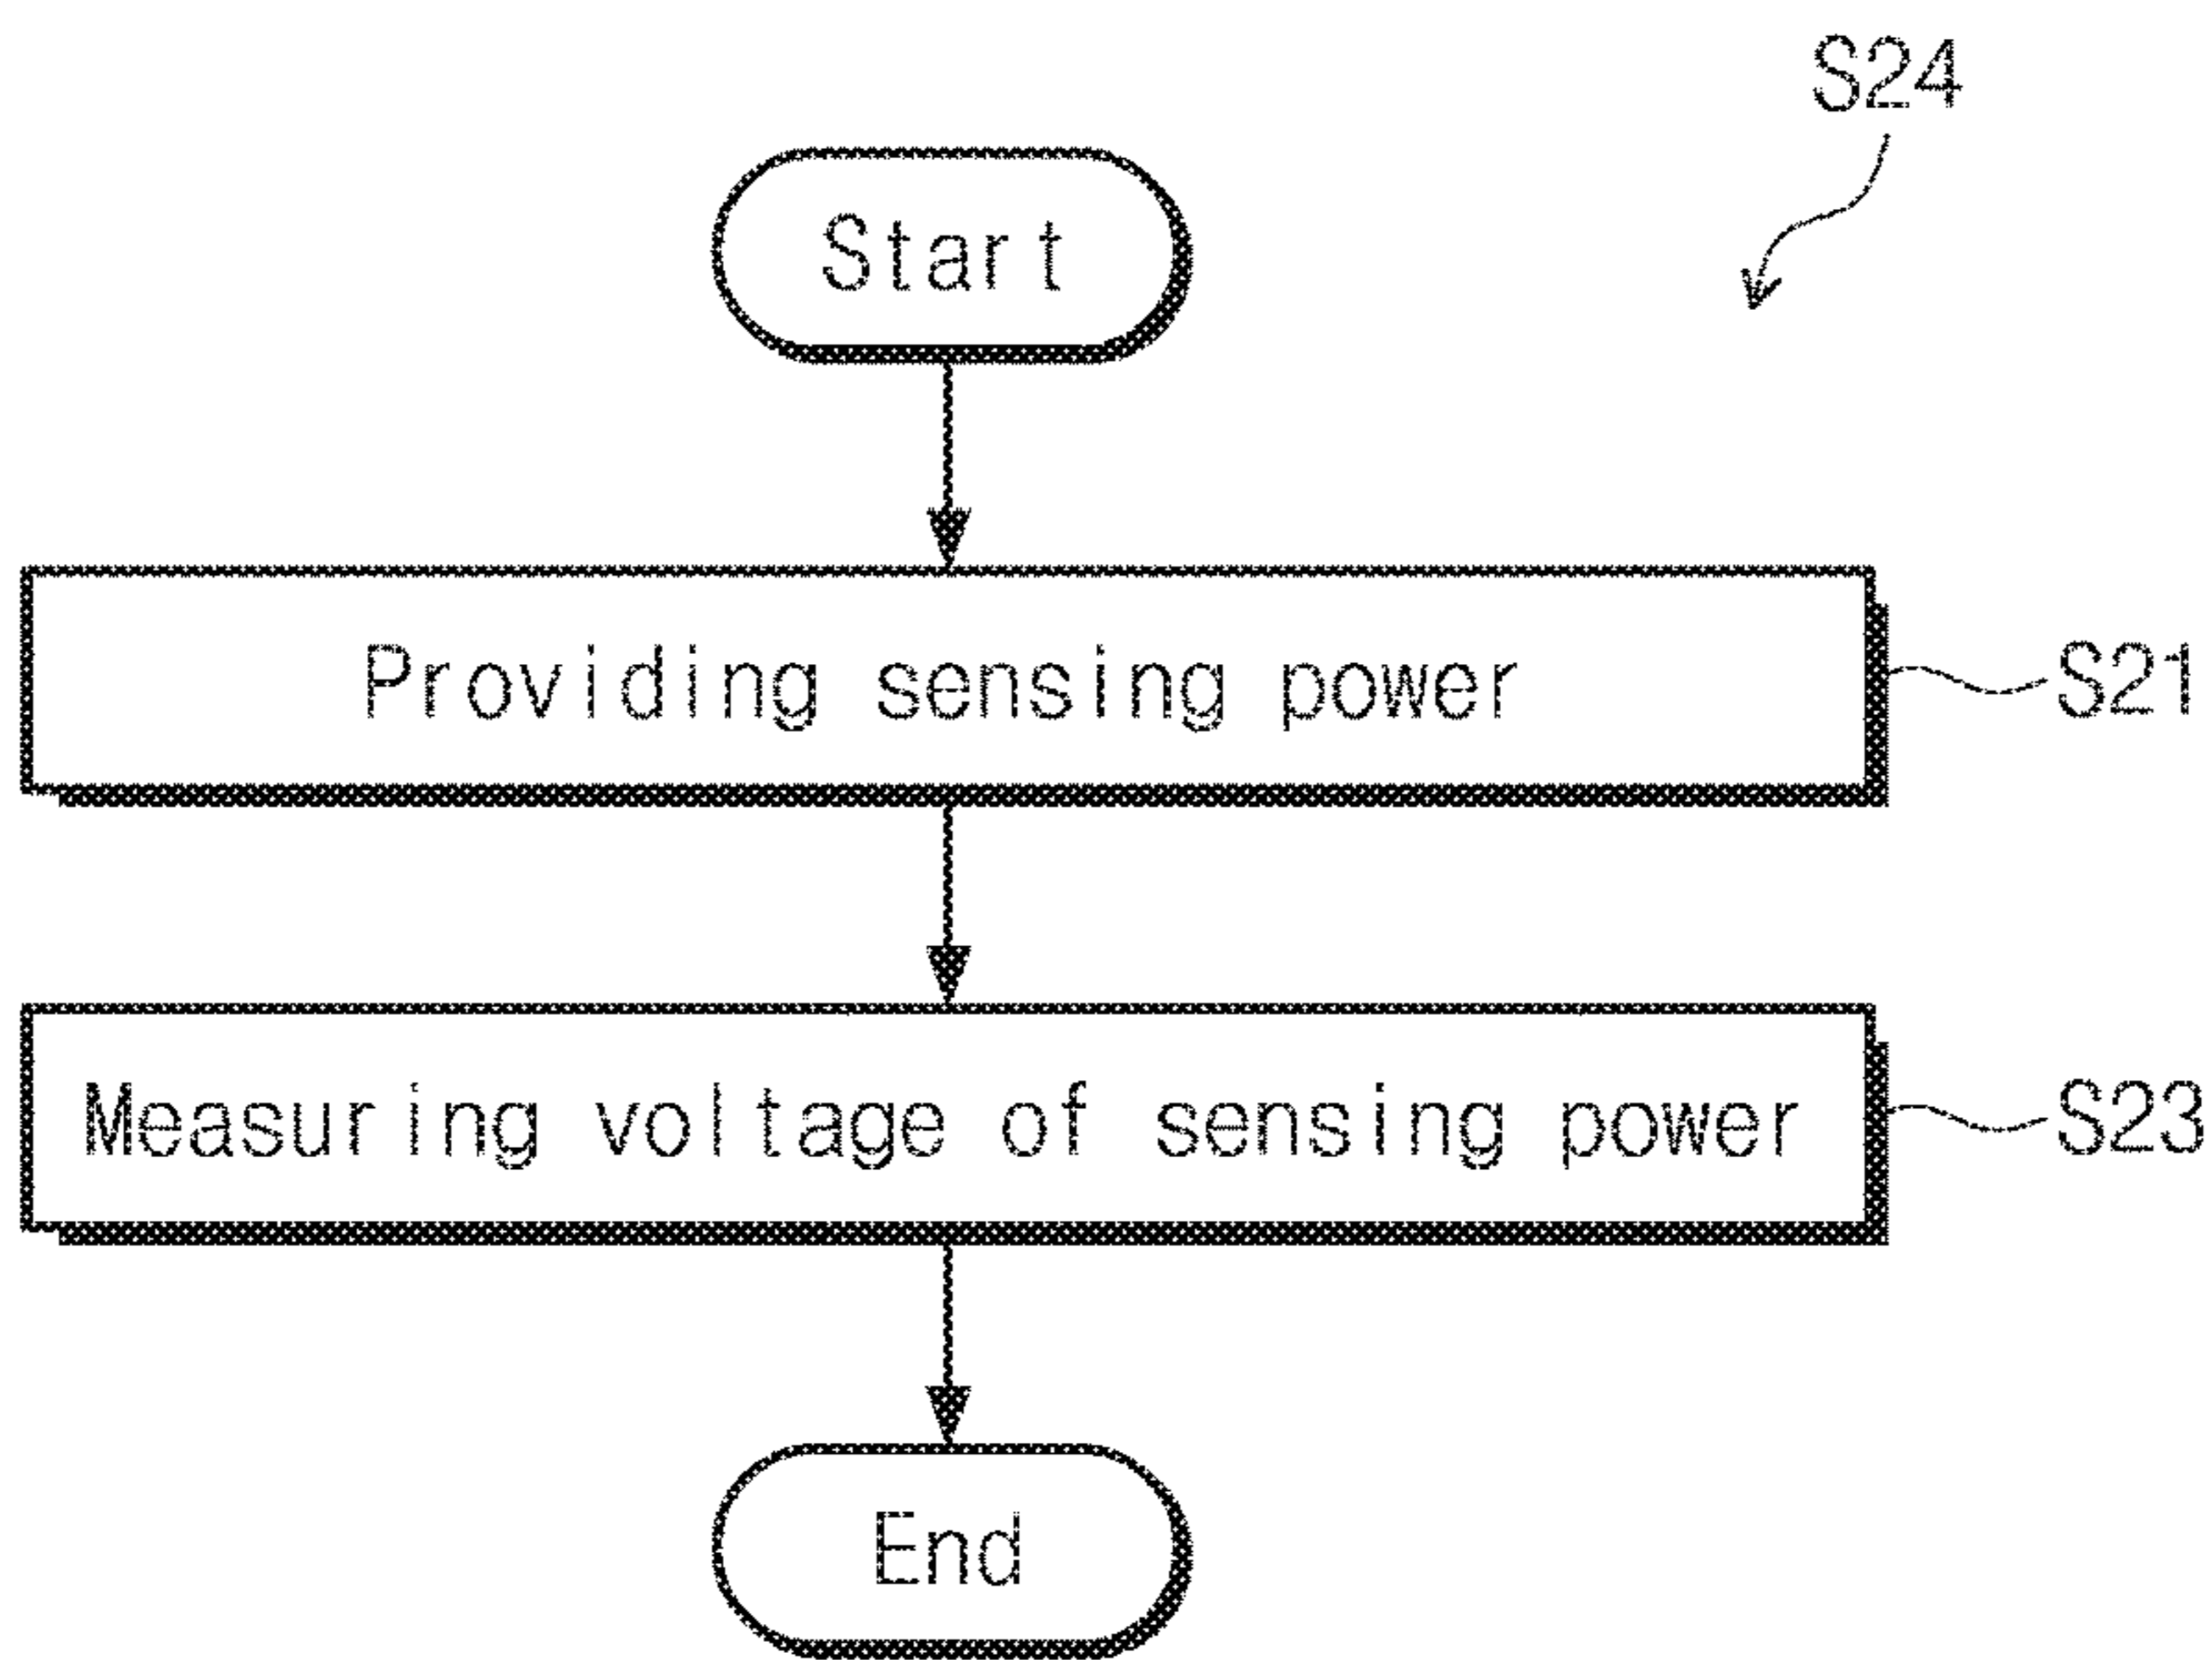 S24
Start
Providing sensing power
S21
Measuring voltage of sensing power
S23
End